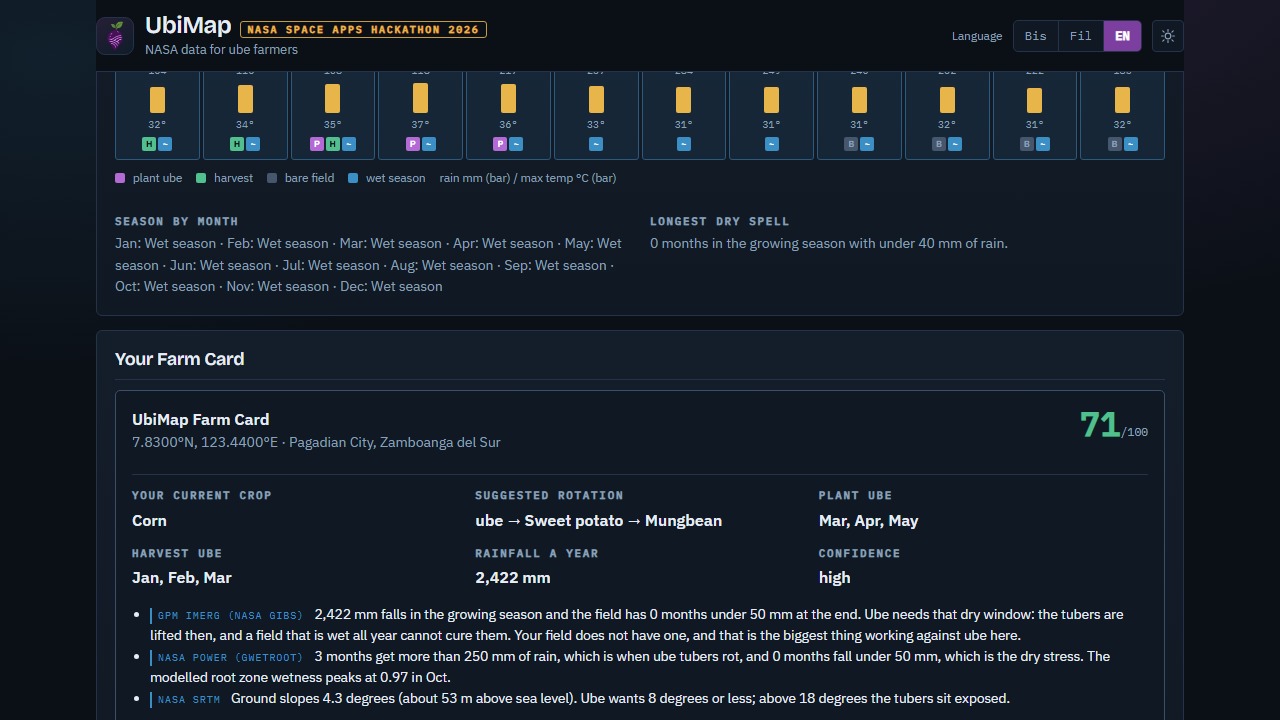 UbiMap NASA SPACE APPS HACKATHON 2026
NASA data for ube farmers
Language Bis Fil EN
32° 34° 35° 37° 36° 33° 31° 31° 31° 32° 31° 32°
H ~ H ~ P H ~ P ~ P ~ ~ ~ ~ B ~ B ~ B ~ B ~
plant ube harvest bare field wet season rain mm (bar) / max temp °C (bar)
SEASON BY MONTH
Jan: Wet season · Feb: Wet season · Mar: Wet season · Apr: Wet season · May: Wet
season · Jun: Wet season · Jul: Wet season · Aug: Wet season · Sep: Wet season ·
Oct: Wet season · Nov: Wet season · Dec: Wet season
LONGEST DRY SPELL
0 months in the growing season with under 40 mm of rain.
Your Farm Card
UbiMap Farm Card
7.8300°N, 123.4400°E · Pagadian City, Zamboanga del Sur
71/100
YOUR CURRENT CROP
Corn
SUGGESTED ROTATION
ube → Sweet potato → Mungbean
PLANT UBE
Mar, Apr, May
HARVEST UBE
Jan, Feb, Mar
RAINFALL A YEAR
2,422 mm
CONFIDENCE
high
• GPM IMERG (NASA GIBS) 2,422 mm falls in the growing season and the field has 0 months under 50 mm at the end. Ube needs that dry window: the tubers are
lifted then, and a field that is wet all year cannot cure them. Your field does not have one, and that is the biggest thing working against ube here.
• NASA POWER (GWETROOT) 3 months get more than 250 mm of rain, which is when ube tubers rot, and 0 months fall under 50 mm, which is the dry stress. The
modelled root zone wetness peaks at 0.97 in Oct.
• NASA SRTM Ground slopes 4.3 degrees (about 53 m above sea level). Ube wants 8 degrees or less; above 18 degrees the tubers sit exposed.